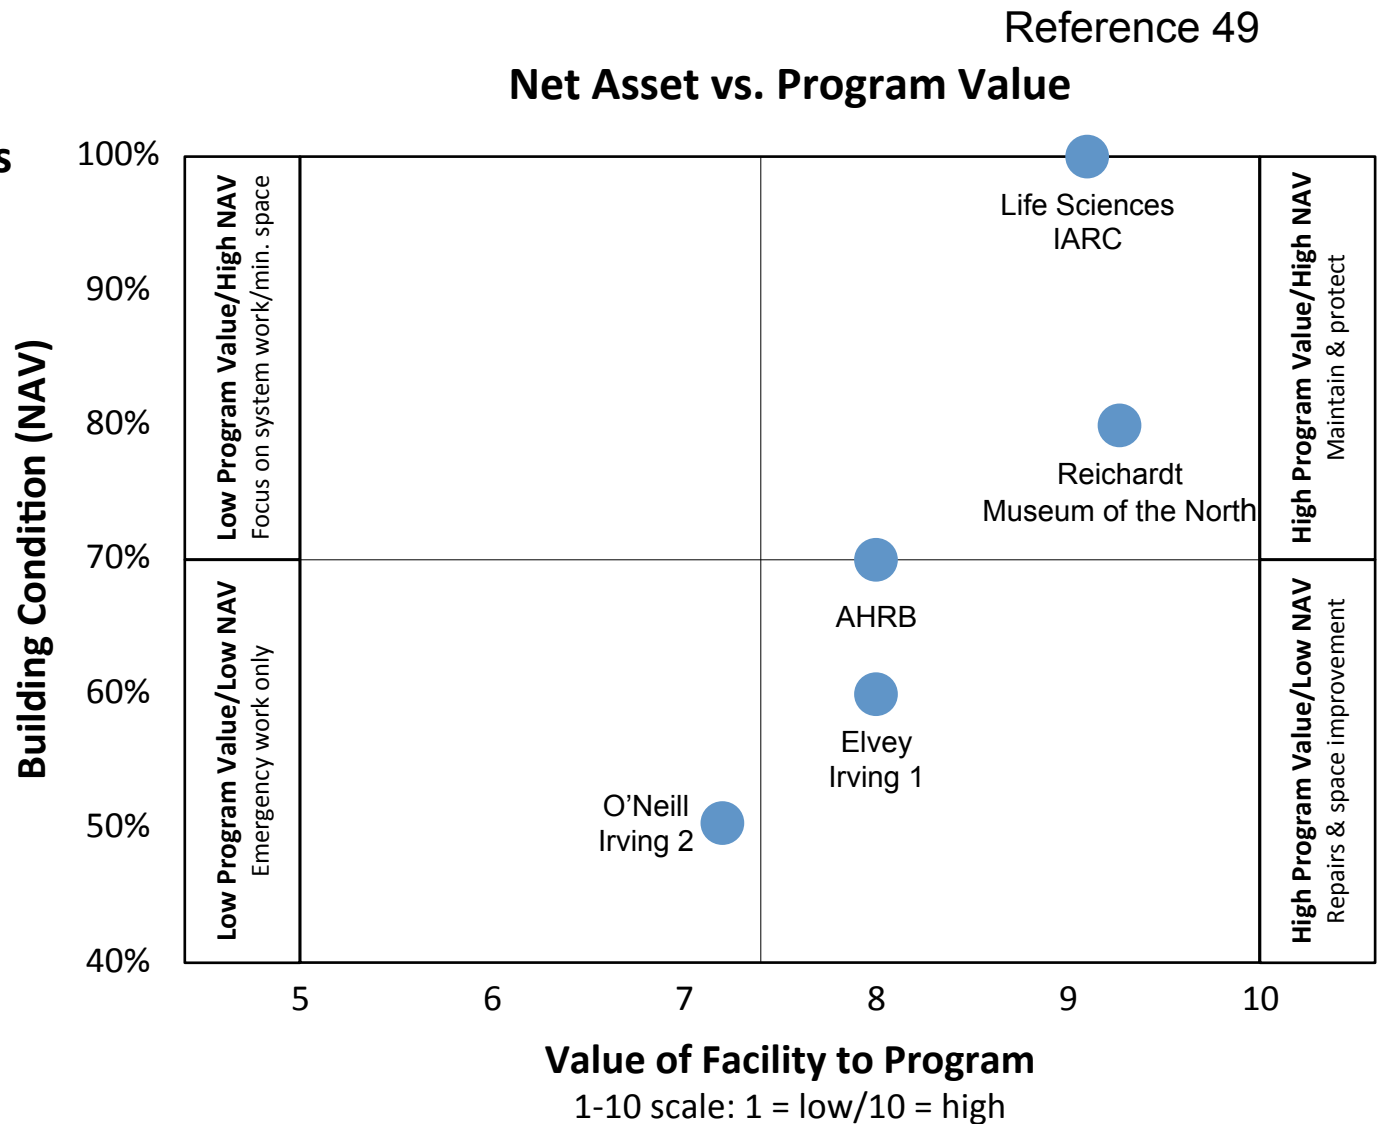 Reference 49
Net Asset vs. Program Value
s
100%
90%
80%
70%
60%
50%
40%
Building Condition (NAV)
Low Program Value/High NAV
Focus on system work/min. space
Low Program Value/Low NAV
Emergency work only
Life Sciences
IARC
Reichardt
Museum of the North
AHRB
Elvey
Irving 1
O’Neill
Irving 2
High Program Value/High NAV
Maintain & protect
High Program Value/Low NAV
Repairs & space improvement
5 6 7 8 9 10
Value of Facility to Program
1-10 scale: 1 = low/10 = high